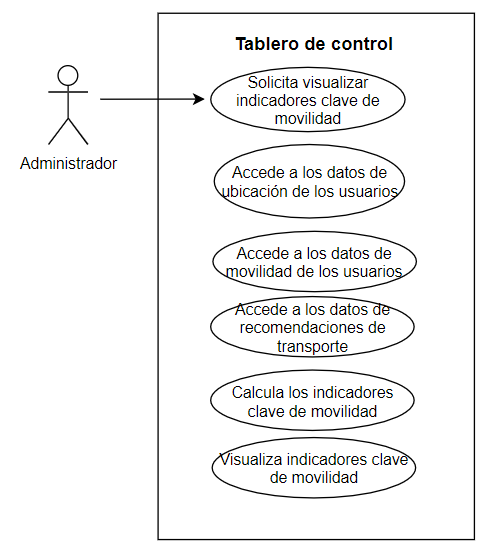 Tablero de control
Solicita visualizar
indicadores clave de
movilidad
Administrador
Accede a los datos de
ubicación de los usuarios
Accede a los datos de
movilidad de los usuarios
Accede a los datos de
recomendaciones de
transporte
Calcula los indicadores
clave de movilidad
Visualiza indicadores clave
de movilidad